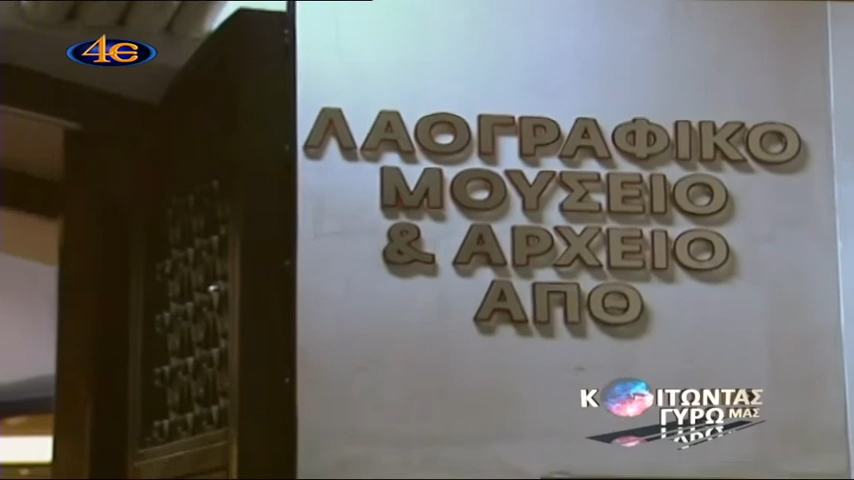 4ε
ΛΑΟΓΡΑΦΙΚΟ
ΜΟΥΣΕΙΟ
& ΑΡΧΕΙΟ
ΑΠΘ
ΚΟΙΤΩΝΤΑΣ
ΓΥΡΩ ΜΑΣ